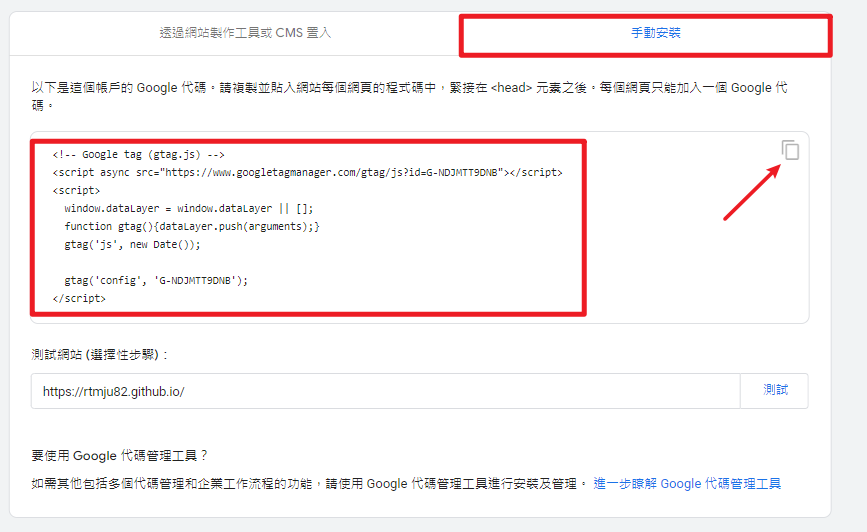 透過網站製作工具或 CMS 置入
手動安裝
以下是這個帳戶的 Google 代碼。請複製並貼入網站每個網頁的程式碼中，緊接在 <head> 元素之後。每個網頁只能加入一個 Google 代
碼。
<!-- Google tag (gtag.js) -->
<script async src="https://www.googletagmanager.com/gtag/js?id=G-NDJMTT9DNB"></script>
<script>
  window.dataLayer = window.dataLayer || [];
  function gtag(){dataLayer.push(arguments);}
  gtag('js', new Date());

  gtag('config', 'G-NDJMTT9DNB');
</script>
測試網站 (選擇性步驟)：
https://rtmju82.github.io/
測試
要使用 Google 代碼管理工具？
如需其他包括多個代碼管理和企業工作流程的功能，請使用 Google 代碼管理工具進行安裝及管理。 進一步瞭解 Google 代碼管理工具